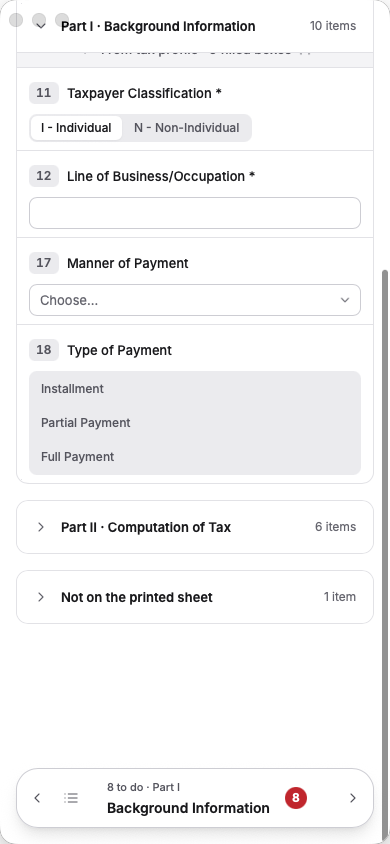 Part I · Background Information
10 items
11
Taxpayer Classification *
I - Individual
N - Non-Individual
12
Line of Business/Occupation *
17
Manner of Payment
Choose...
18
Type of Payment
Installment
Partial Payment
Full Payment
Part II · Computation of Tax
6 items
Not on the printed sheet
1 item
8 to do · Part I
Background Information
8